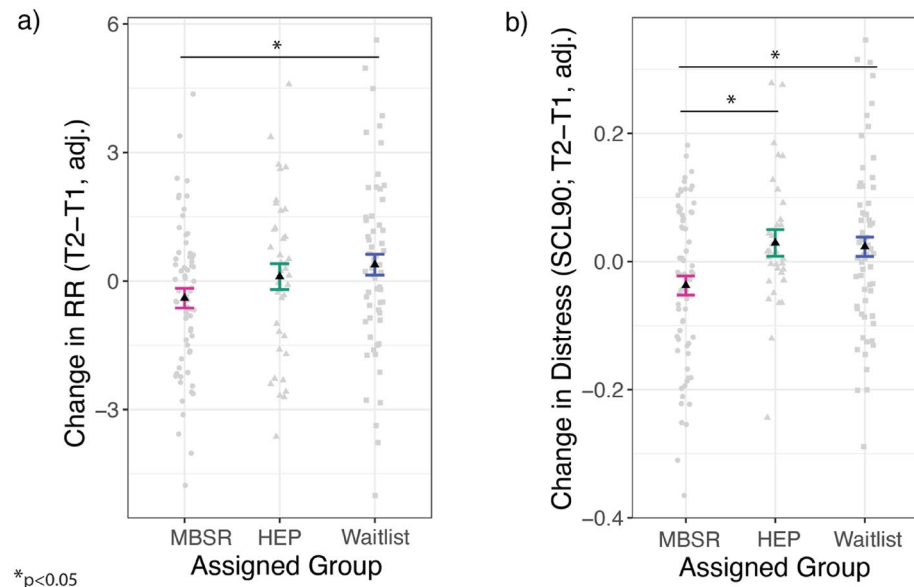 a)
Change in RR (T2−T1, adj.)
6
3
0
−3
*
MBSR HEP Waitlist
Assigned Group
*p<0.05
b)
Change in Distress (SCL90; T2−T1, adj.)
0.2
0.0
−0.2
−0.4
*
*
MBSR HEP Waitlist
Assigned Group